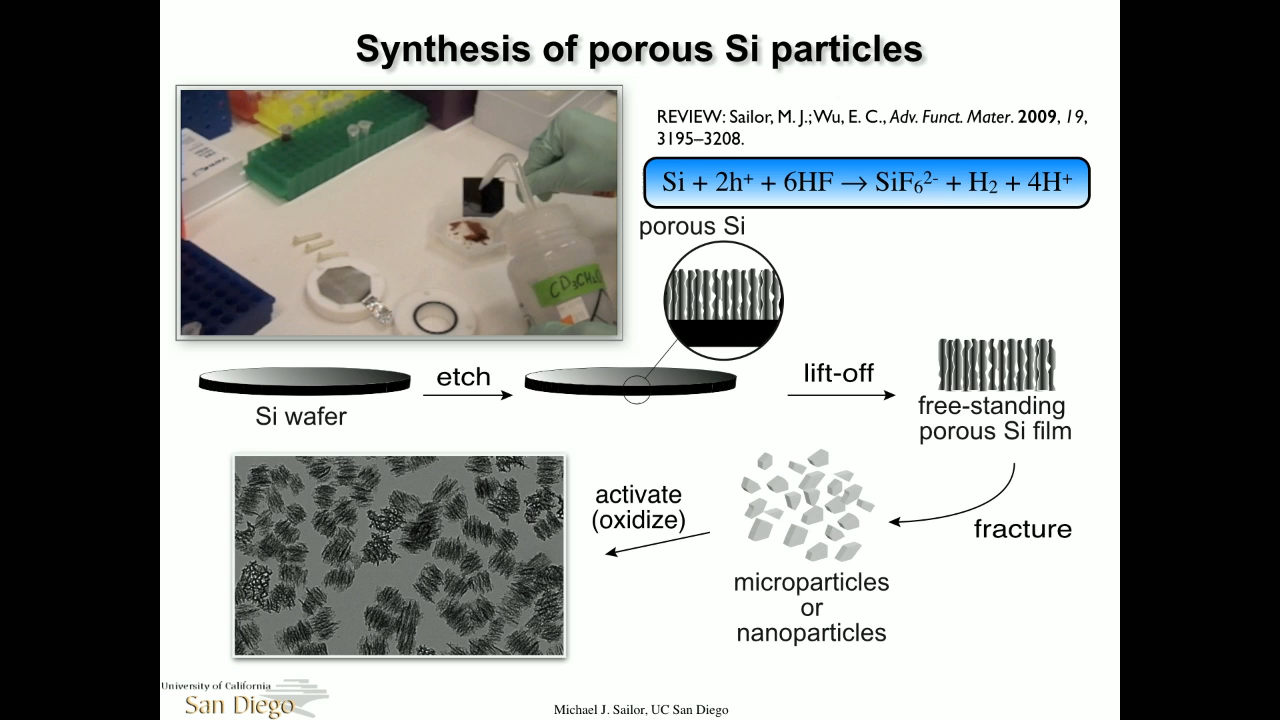 Synthesis of porous Si particles
REVIEW: Sailor, M. J.; Wu, E. C., Adv. Funct. Mater. 2009, 19,
3195–3208.
Si + 2h⁺ + 6HF → SiF₆²⁻ + H₂ + 4H⁺
porous Si
etch
Si wafer
lift-off
free-standing
porous Si film
fracture
activate
(oxidize)
microparticles
or
nanoparticles
University of California
San Diego
Michael J. Sailor, UC San Diego